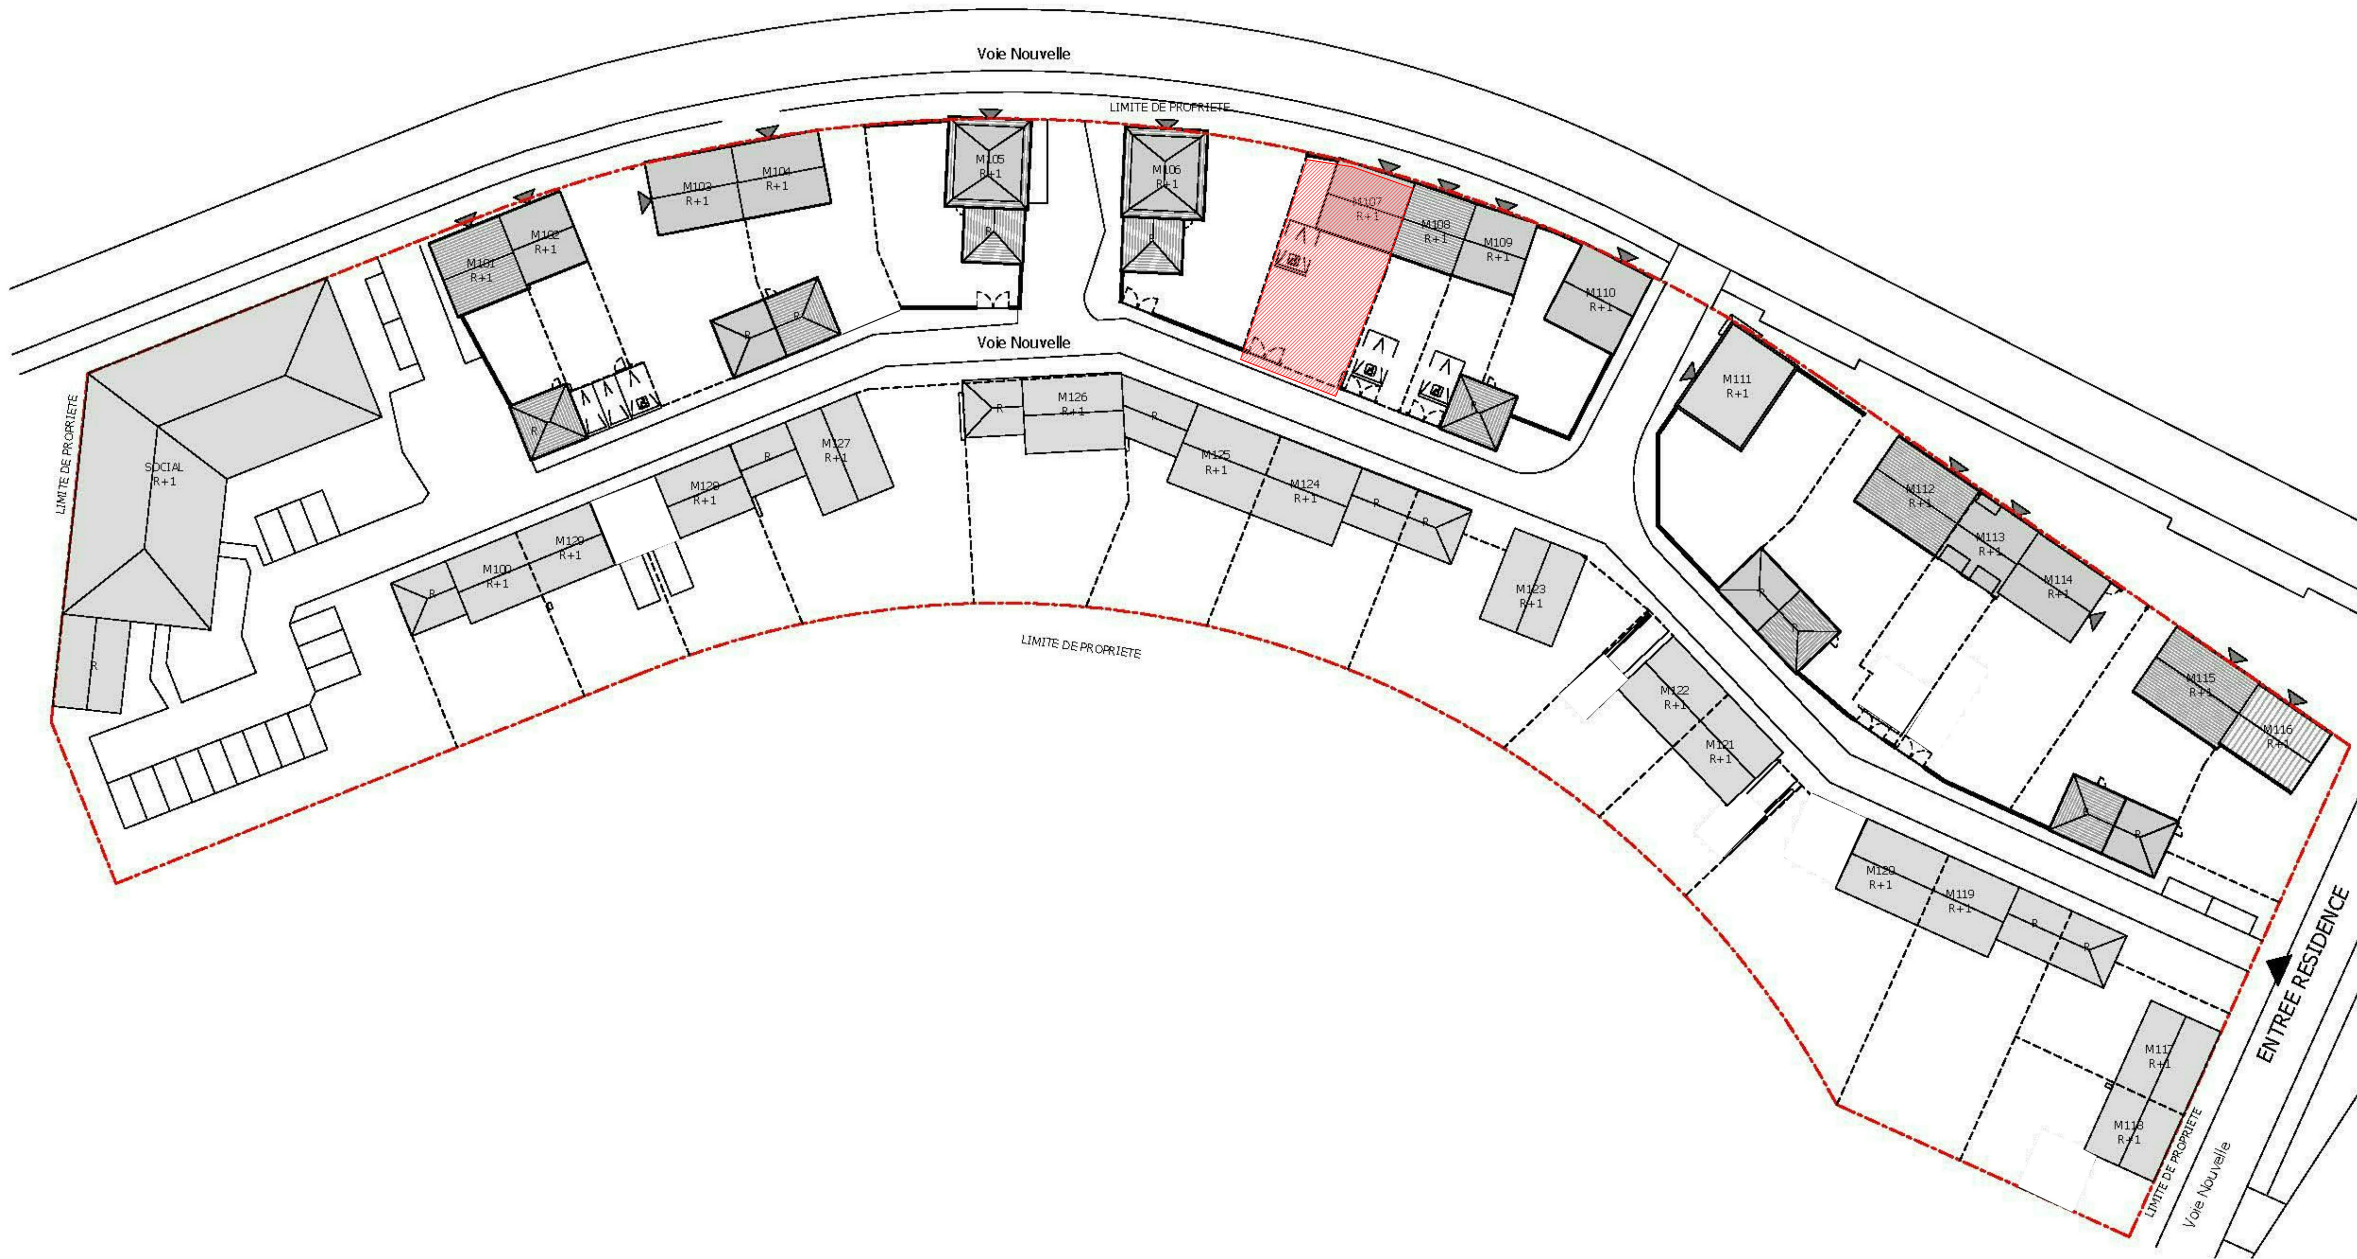 Voie Nouvelle
LIMITE DE PROPRIETE
M105
R+1
M106
R+1
M104
R+1
M103
R+1
M107
R+1
M108
R+1
M109
R+1
M102
R+1
M101
R+1
R
R
M110
R+1
Voie Nouvelle
R
R
M111
R+1
LIMITE DE PROPRIETE
SOCIAL
R+1
R
R
M126
R+1
R
R
M127
R+1
R
M128
R+1
M125
R+1
M124
R+1
R
R
M112
R+1
M113
R+1
M114
R+1
M129
R+1
M100
R+1
R
M123
R+1
R
R
LIMITE DE PROPRIETE
R
M122
R+1
M121
R+1
M115
R+1
M116
R+1
R
R
M120
R+1
M119
R+1
R
R
ENTREE RESIDENCE
M117
R+1
M118
R+1
LIMITE DE PROPRIETE
Voie Nouvelle